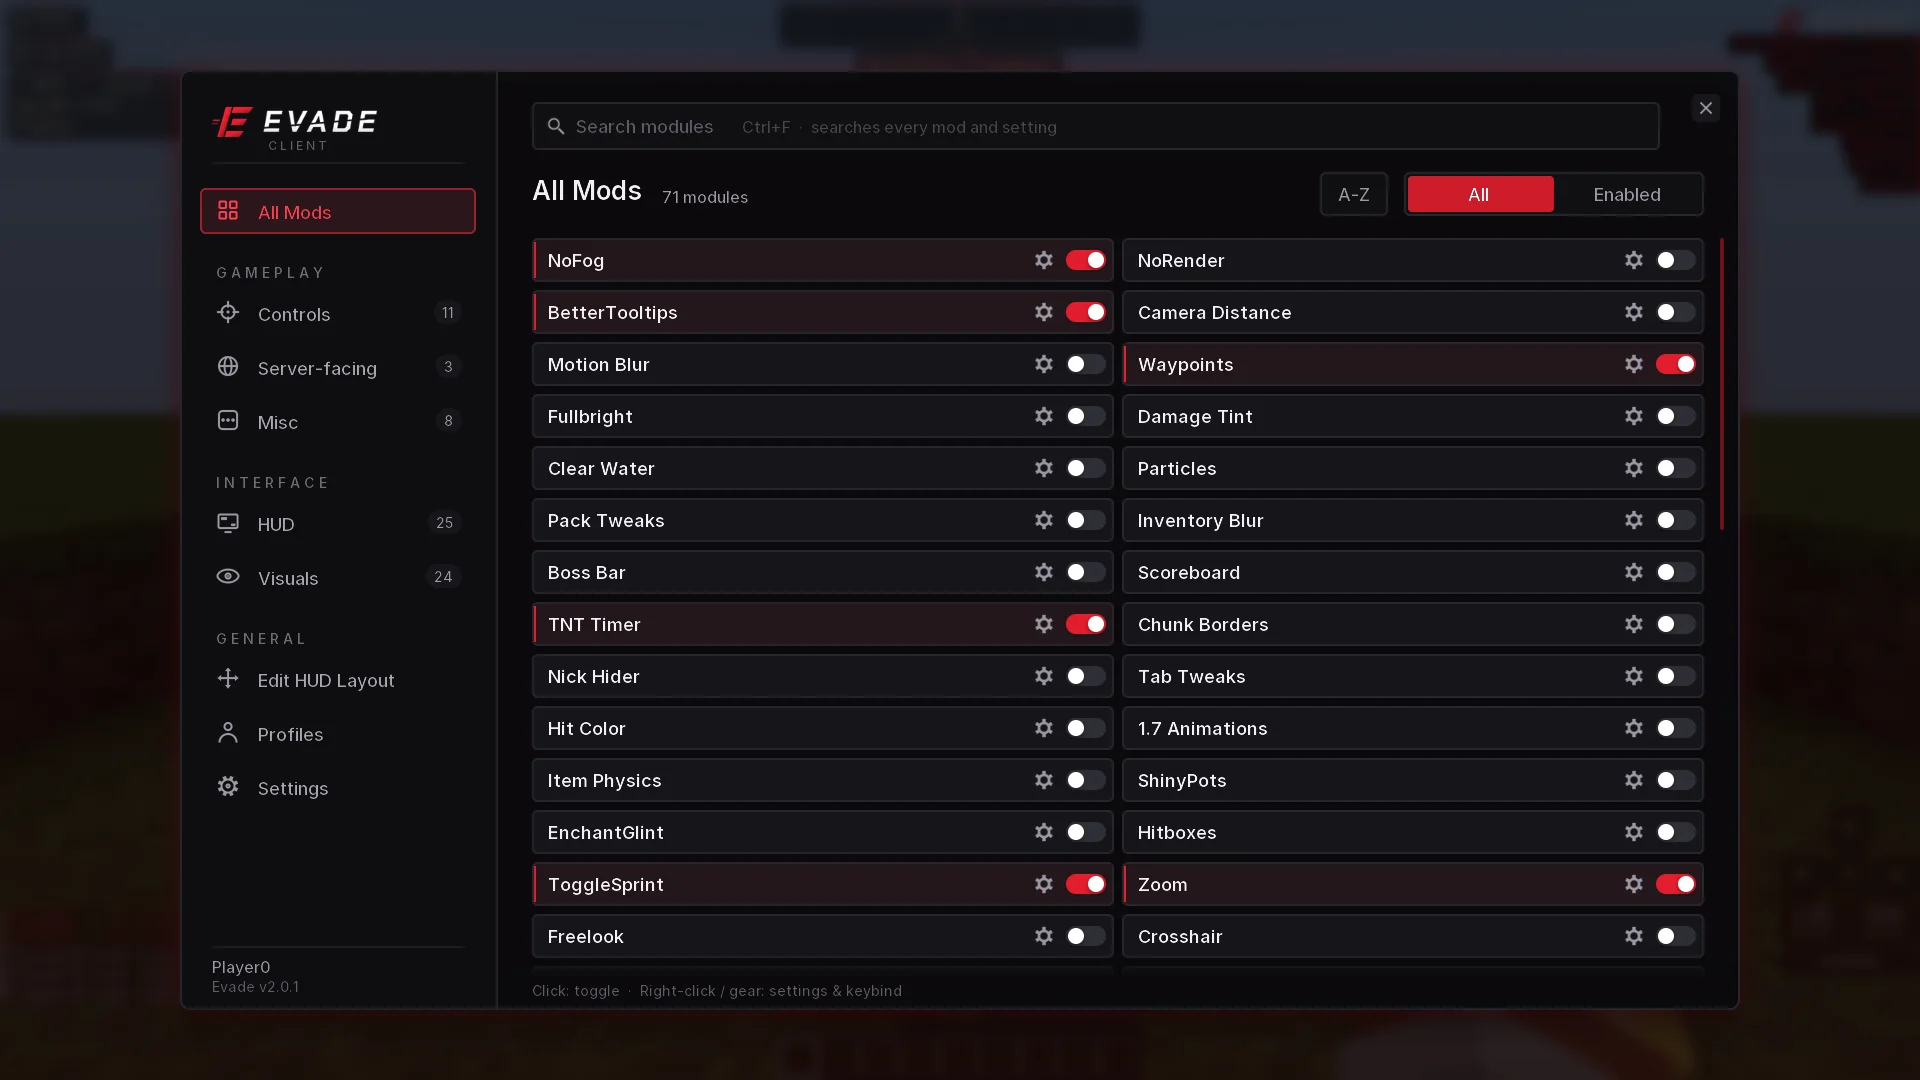 EVADE
CLIENT
All Mods
GAMEPLAY
Controls 11
Server-facing 3
Misc 8
INTERFACE
HUD 25
Visuals 24
GENERAL
Edit HUD Layout
Profiles
Settings
Player0
Evade v2.0.1
Search modules Ctrl+F · searches every mod and setting
All Mods 71 modules
A-Z All Enabled
NoFog NoRender
BetterTooltips Camera Distance
Motion Blur Waypoints
Fullbright Damage Tint
Clear Water Particles
Pack Tweaks Inventory Blur
Boss Bar Scoreboard
TNT Timer Chunk Borders
Nick Hider Tab Tweaks
Hit Color 1.7 Animations
Item Physics ShinyPots
EnchantGlint Hitboxes
ToggleSprint Zoom
Freelook Crosshair
Click: toggle · Right-click / gear: settings & keybind